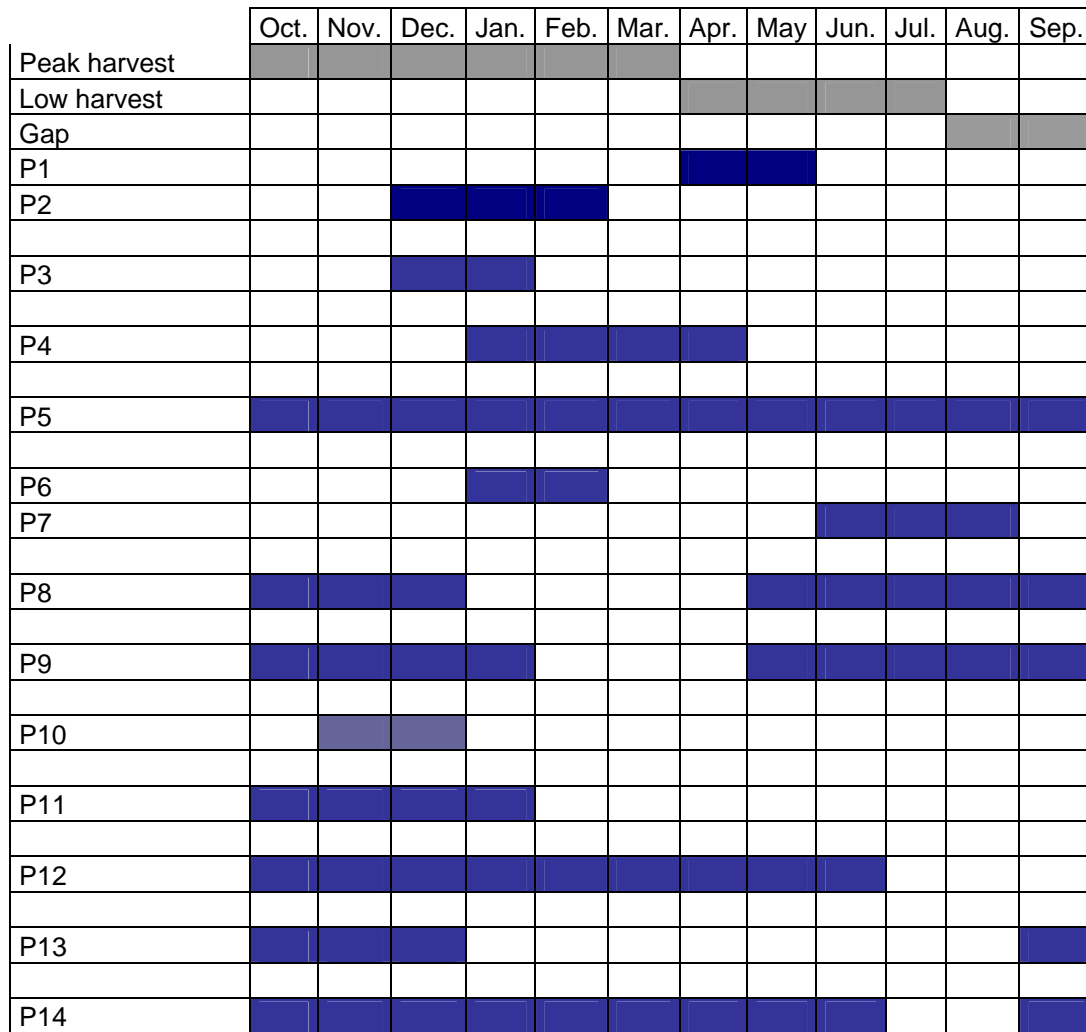 Oct. Nov. Dec. Jan. Feb. Mar. Apr. May Jun. Jul. Aug. Sep.
Peak harvest
Low harvest
Gap
P1
P2
P3
P4
P5
P6
P7
P8
P9
P10
P11
P12
P13
P14